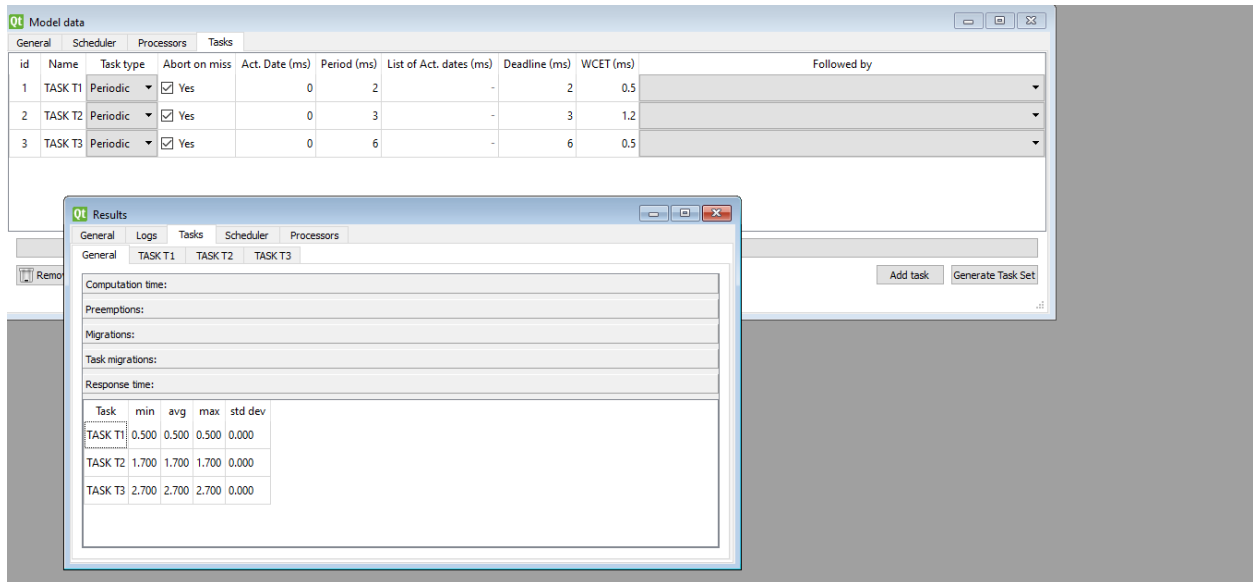 Qt Model data
General Scheduler Processors Tasks
id Name Task type Abort on miss Act. Date (ms) Period (ms) List of Act. dates (ms) Deadline (ms) WCET (ms) Followed by
1 TASK T1 Periodic Yes 0 2 - 2 0.5
2 TASK T2 Periodic Yes 0 3 - 3 1.2
3 TASK T3 Periodic Yes 0 6 - 6 0.5
Remo
Add task Generate Task Set
Qt Results
General Logs Tasks Scheduler Processors
General TASK T1 TASK T2 TASK T3
Computation time:
Preemptions:
Migrations:
Task migrations:
Response time:
Task min avg max std dev
TASK T1 0.500 0.500 0.500 0.000
TASK T2 1.700 1.700 1.700 0.000
TASK T3 2.700 2.700 2.700 0.000